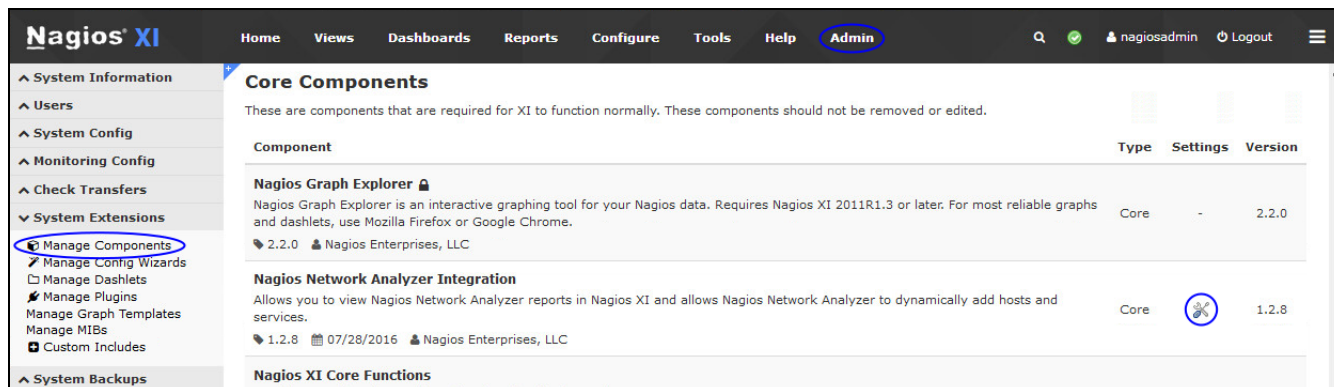 Nagios® XI
Home Views Dashboards Reports Configure Tools Help Admin nagiosadmin Logout
System Information
Users
System Config
Monitoring Config
Check Transfers
System Extensions
Manage Components
Manage Config Wizards
Manage Dashlets
Manage Plugins
Manage Graph Templates
Manage MIBs
Custom Includes
System Backups
Core Components
These are components that are required for XI to function normally. These components should not be removed or edited.
Component Type Settings Version
Nagios Graph Explorer
Nagios Graph Explorer is an interactive graphing tool for your Nagios data. Requires Nagios XI 2011R1.3 or later. For most reliable graphs
and dashlets, use Mozilla Firefox or Google Chrome.
Core - 2.2.0
2.2.0 Nagios Enterprises, LLC
Nagios Network Analyzer Integration
Allows you to view Nagios Network Analyzer reports in Nagios XI and allows Nagios Network Analyzer to dynamically add hosts and
services.
Core 1.2.8
1.2.8 07/28/2016 Nagios Enterprises, LLC
Nagios XI Core Functions